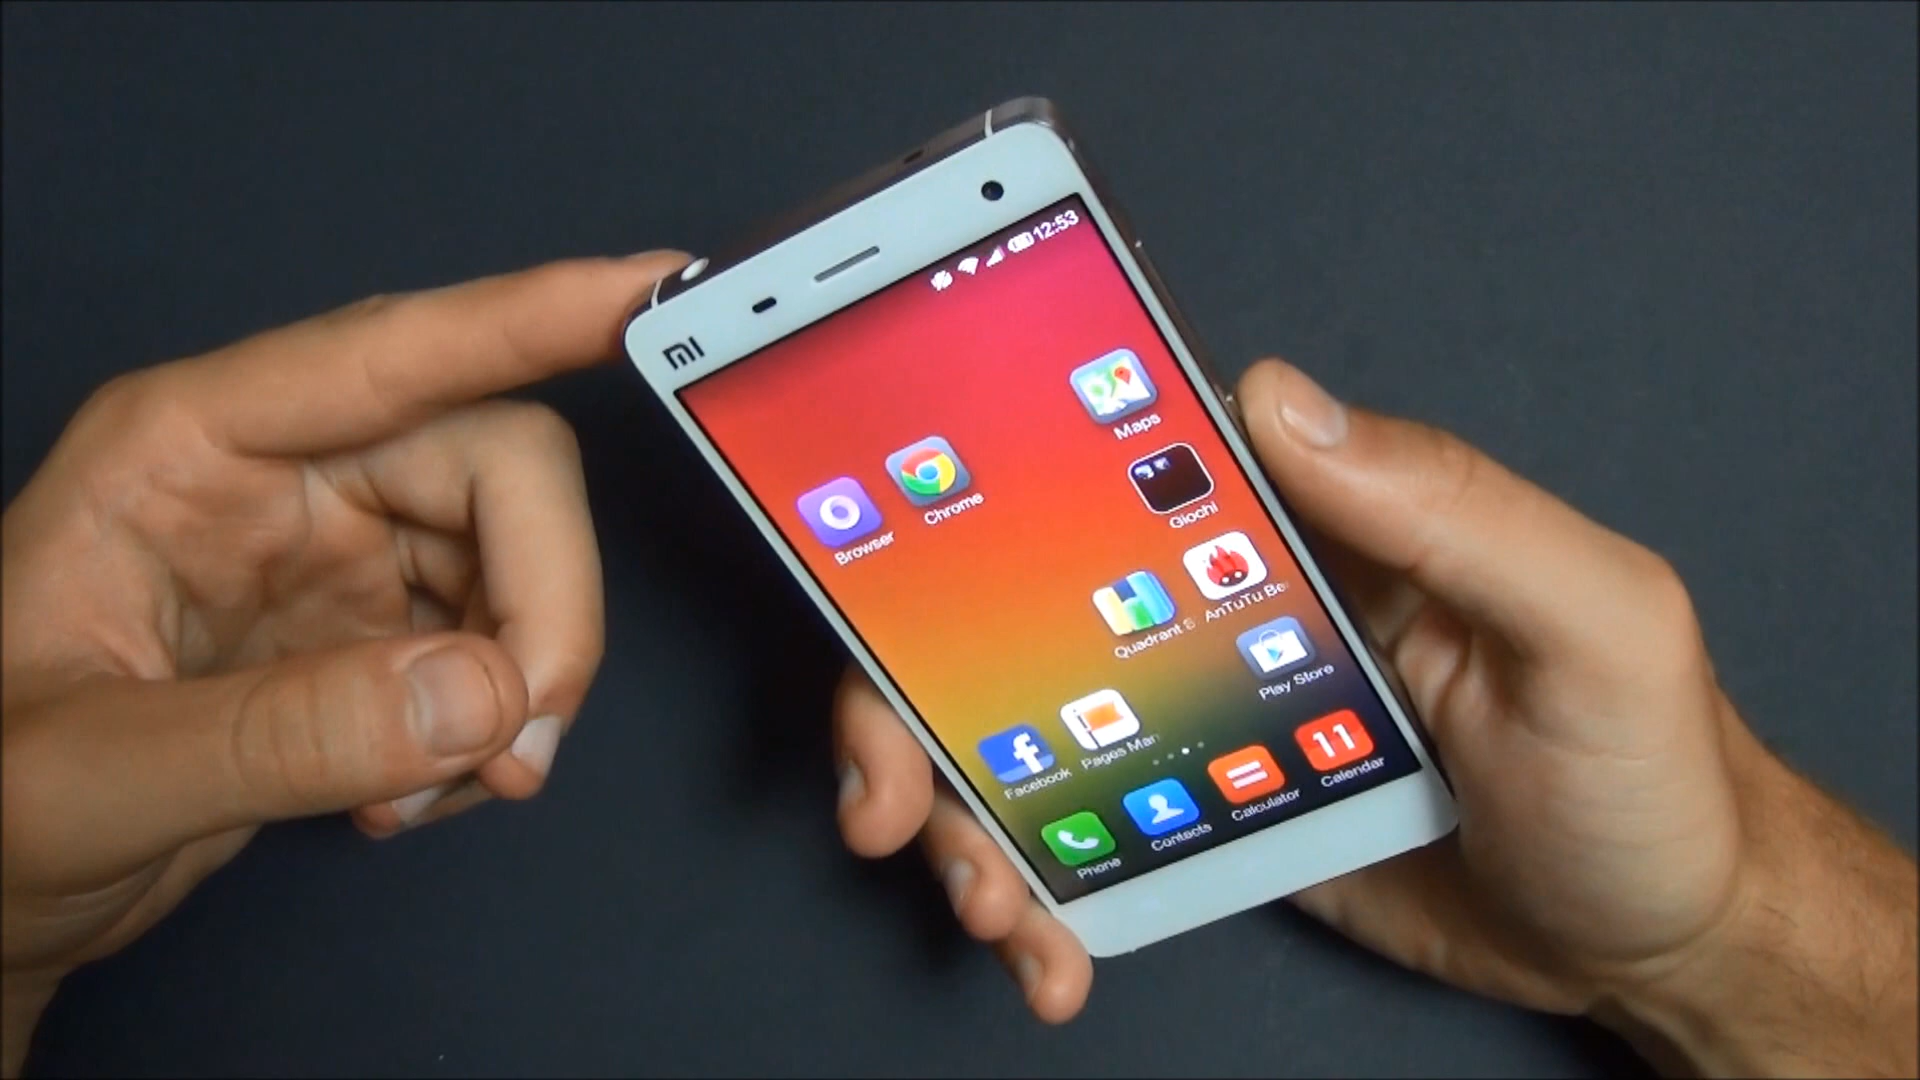 12:53
MI
Maps
Browser
Chrome
Giochi
Quadrant S
AnTuTu Be
Play Store
Facebook
Pages Man
11
Phone
Contacts
Calculator
Calendar